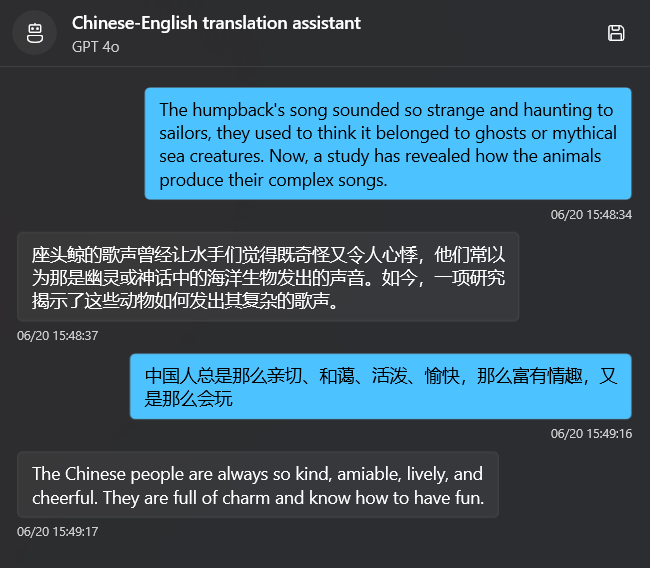 Chinese-English translation assistant
GPT 4o
The humpback's song sounded so strange and haunting to
sailors, they used to think it belonged to ghosts or mythical
sea creatures. Now, a study has revealed how the animals
produce their complex songs.
06/20 15:48:34
座头鲸的歌声曾经让水手们觉得既奇怪又令人心悸，他们常以
为那是幽灵或神话中的海洋生物发出的声音。如今，一项研究
揭示了这些动物如何发出其复杂的歌声。
06/20 15:48:37
中国人总是那么亲切、和蔼、活泼、愉快，那么富有情趣，又
是那么会玩
06/20 15:49:16
The Chinese people are always so kind, amiable, lively, and
cheerful. They are full of charm and know how to have fun.
06/20 15:49:17